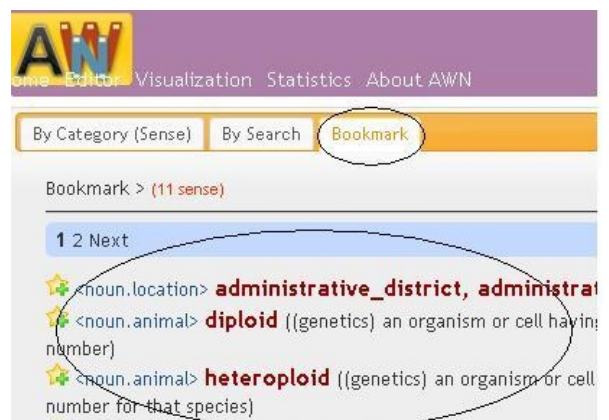 AWN
ome Editor Visualization Statistics About AWN
By Category (Sense) By Search Bookmark
Bookmark > (11 sense)
1 2 Next
<noun.location> administrative_district, administrat
<noun.animal> diploid ((genetics) an organism or cell having
number)
<noun.animal> heteroploid ((genetics) an organism or cell
number for that species)